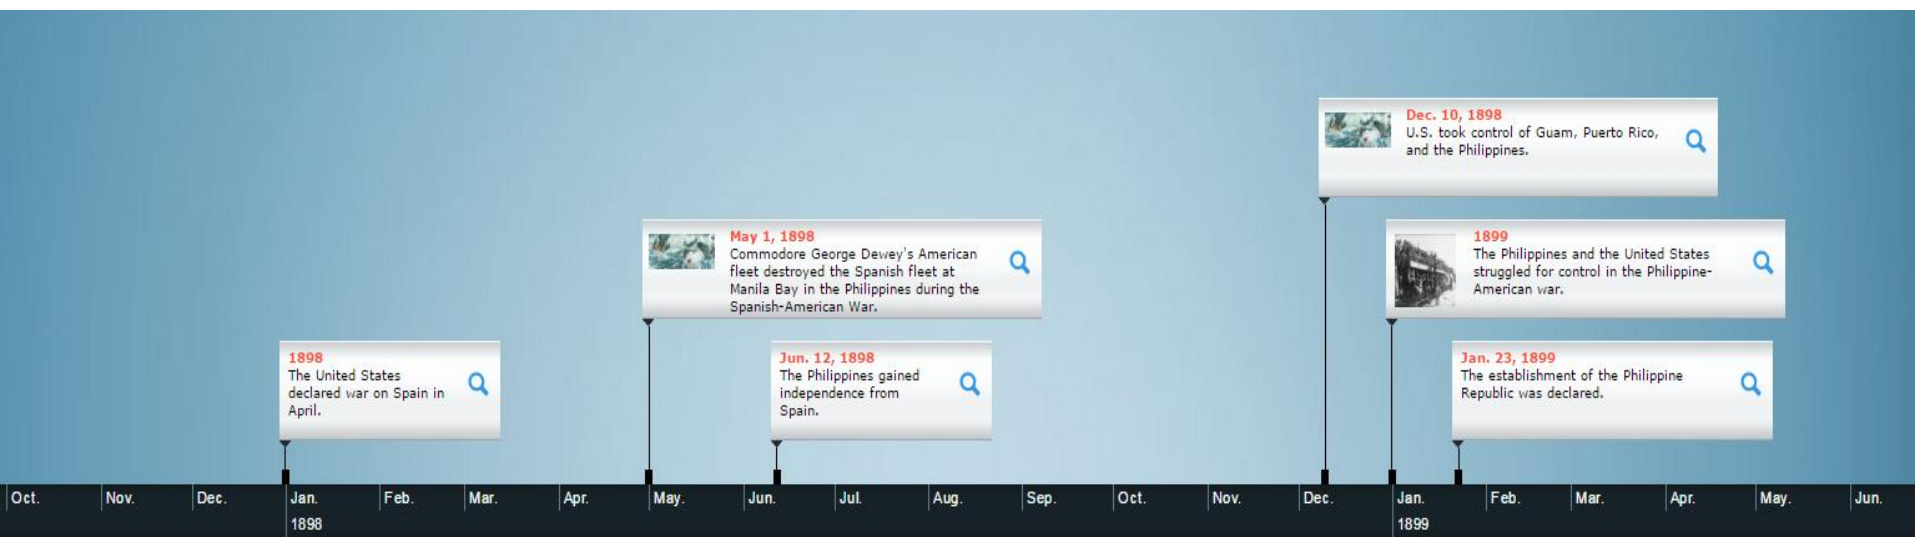 Dec. 10, 1898
U.S. took control of Guam, Puerto Rico,
and the Philippines.
May 1, 1898
Commodore George Dewey's American
fleet destroyed the Spanish fleet at
Manila Bay in the Philippines during the
Spanish-American War.
1899
The Philippines and the United States
struggled for control in the Philippine-
American war.
1898
The United States
declared war on Spain in
April.
Jun. 12, 1898
The Philippines gained
independence from
Spain.
Jan. 23, 1899
The establishment of the Philippine
Republic was declared.
Oct. Nov. Dec. Jan. Feb. Mar. Apr. May. Jun. Jul. Aug. Sep. Oct. Nov. Dec. Jan. Feb. Mar. Apr. May. Jun.
1898 1899